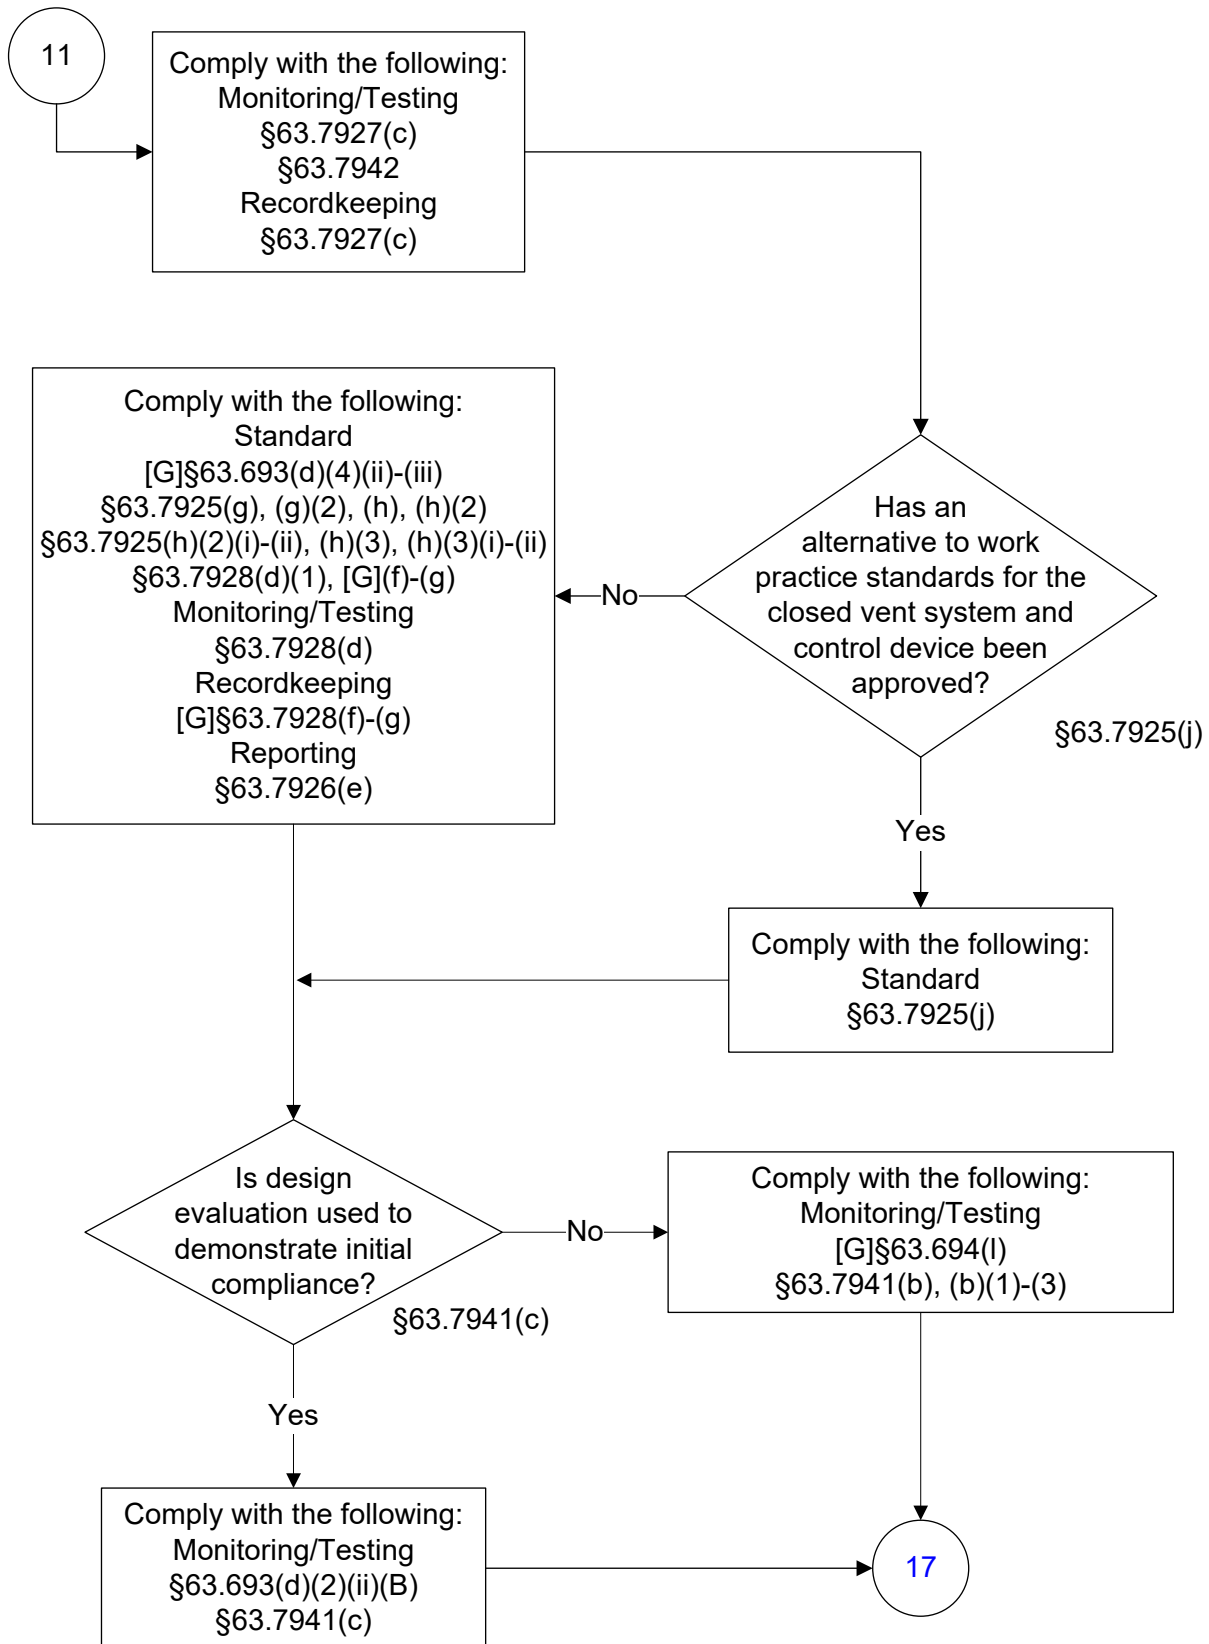 11
Comply with the following:
Monitoring/Testing
§63.7927(c)
§63.7942
Recordkeeping
§63.7927(c)
Comply with the following:
Standard
[G]§63.693(d)(4)(ii)-(iii)
§63.7925(g), (g)(2), (h), (h)(2)
§63.7925(h)(2)(i)-(ii), (h)(3), (h)(3)(i)-(ii)
§63.7928(d)(1), [G](f)-(g)
Monitoring/Testing
§63.7928(d)
Recordkeeping
[G]§63.7928(f)-(g)
Reporting
§63.7926(e)
No
Has an
alternative to work
practice standards for the
closed vent system and
control device been
approved?
§63.7925(j)
Yes
Comply with the following:
Standard
§63.7925(j)
Is design
evaluation used to
demonstrate initial
compliance?
§63.7941(c)
No
Comply with the following:
Monitoring/Testing
[G]§63.694(l)
§63.7941(b), (b)(1)-(3)
Yes
Comply with the following:
Monitoring/Testing
§63.693(d)(2)(ii)(B)
§63.7941(c)
17